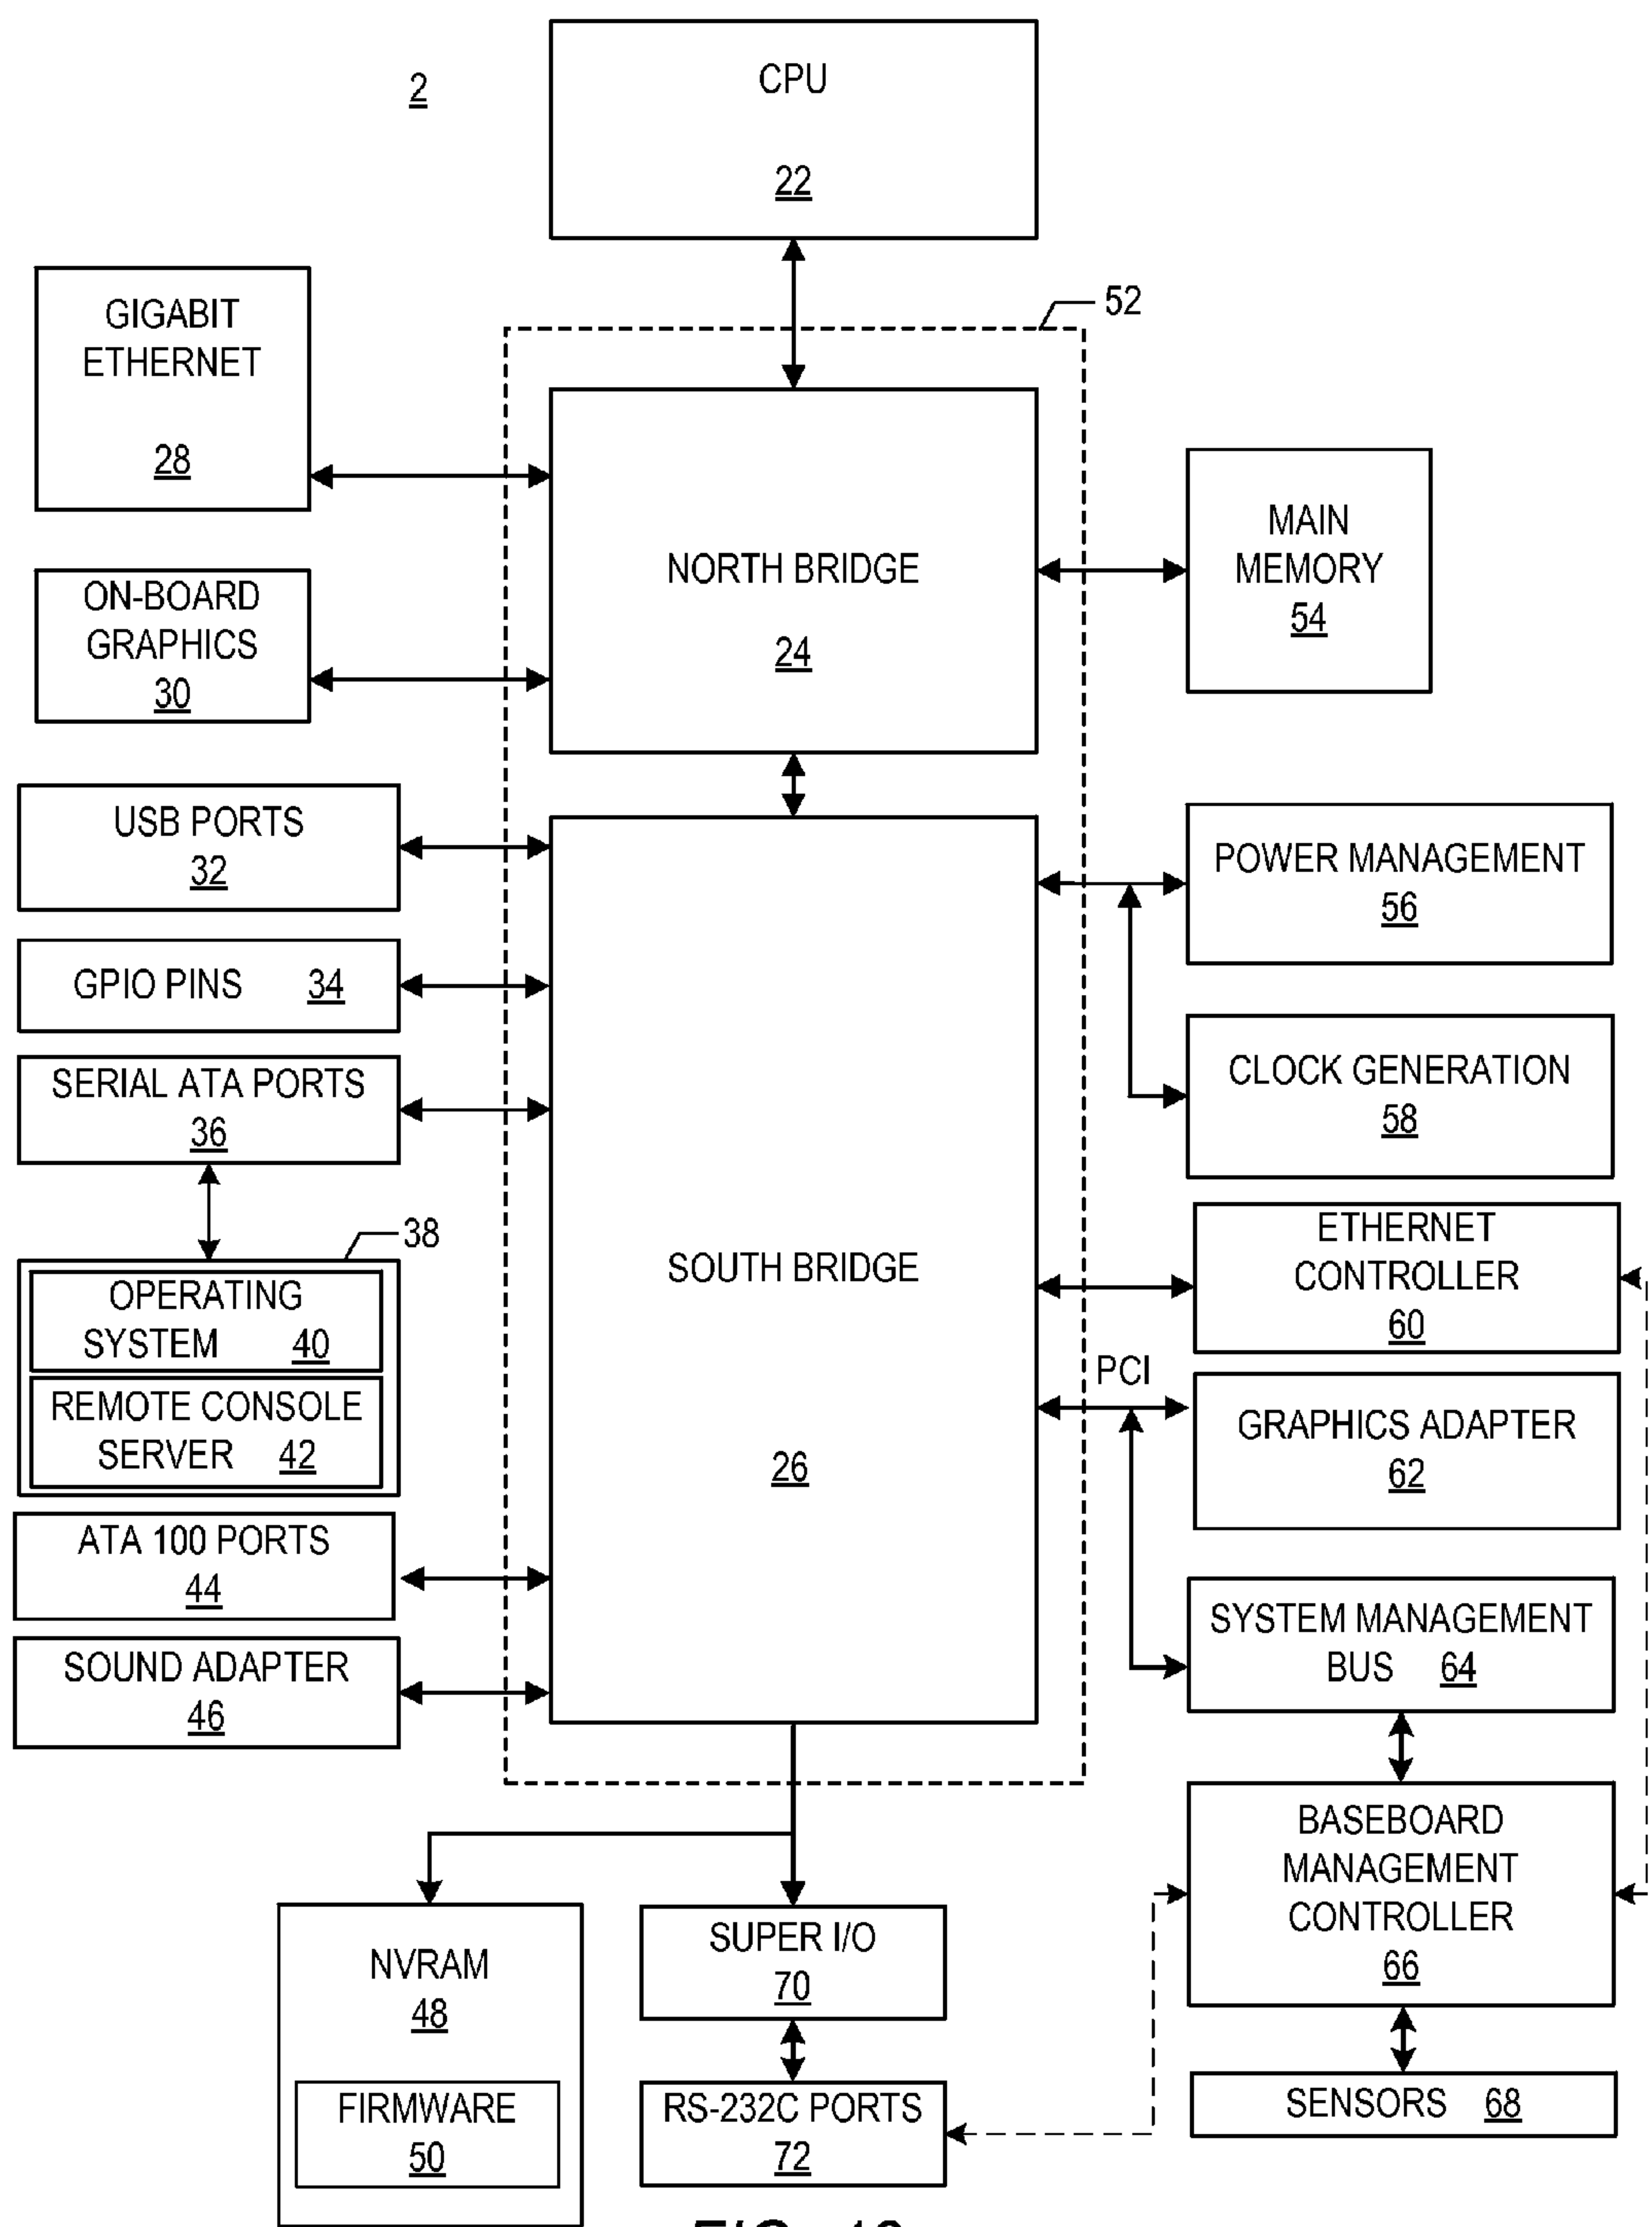 2
CPU
22
52
GIGABIT
ETHERNET
28
NORTH BRIDGE
24
MAIN
MEMORY
54
ON-BOARD
GRAPHICS
30
USB PORTS
32
GPIO PINS 34
SERIAL ATA PORTS
36
38
OPERATING
SYSTEM 40
REMOTE CONSOLE
SERVER 42
ATA 100 PORTS
44
SOUND ADAPTER
46
SOUTH BRIDGE
26
POWER MANAGEMENT
56
CLOCK GENERATION
58
ETHERNET
CONTROLLER
60
PCI
GRAPHICS ADAPTER
62
SYSTEM MANAGEMENT
BUS 64
BASEBOARD
MANAGEMENT
CONTROLLER
66
SENSORS 68
NVRAM
48
FIRMWARE
50
SUPER I/O
70
RS-232C PORTS
72